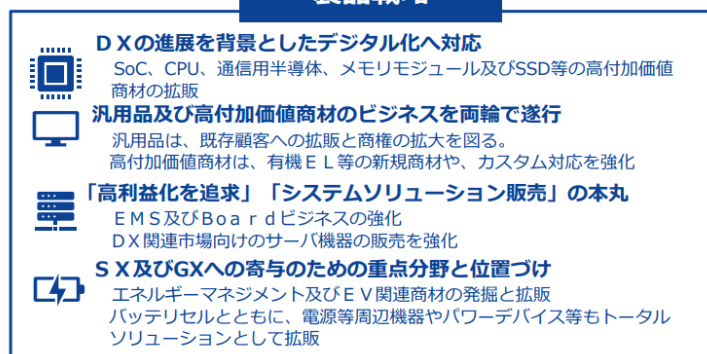 ＤＸの進展を背景としたデジタル化へ対応
SoC、CPU、通信用半導体、メモリモジュール及びSSD等の高付加価値
商材の拡販
汎用品及び高付加価値商材のビジネスを両輪で遂行
汎用品は、既存顧客への拡販と商権の拡大を図る。
高付加価値商材は、有機ＥＬ等の新規商材や、カスタム対応を強化
「高利益化を追求」「システムソリューション販売」の本丸
ＥＭＳ及びＢｏａｒｄビジネスの強化
ＤＸ関連市場向けのサーバ機器の販売を強化
ＳＸ及びGXへの寄与のための重点分野と位置づけ
エネルギーマネジメント及びＥＶ関連商材の発掘と拡販
バッテリセルとともに、電源等周辺機器やパワーデバイス等もトータル
ソリューションとして拡販